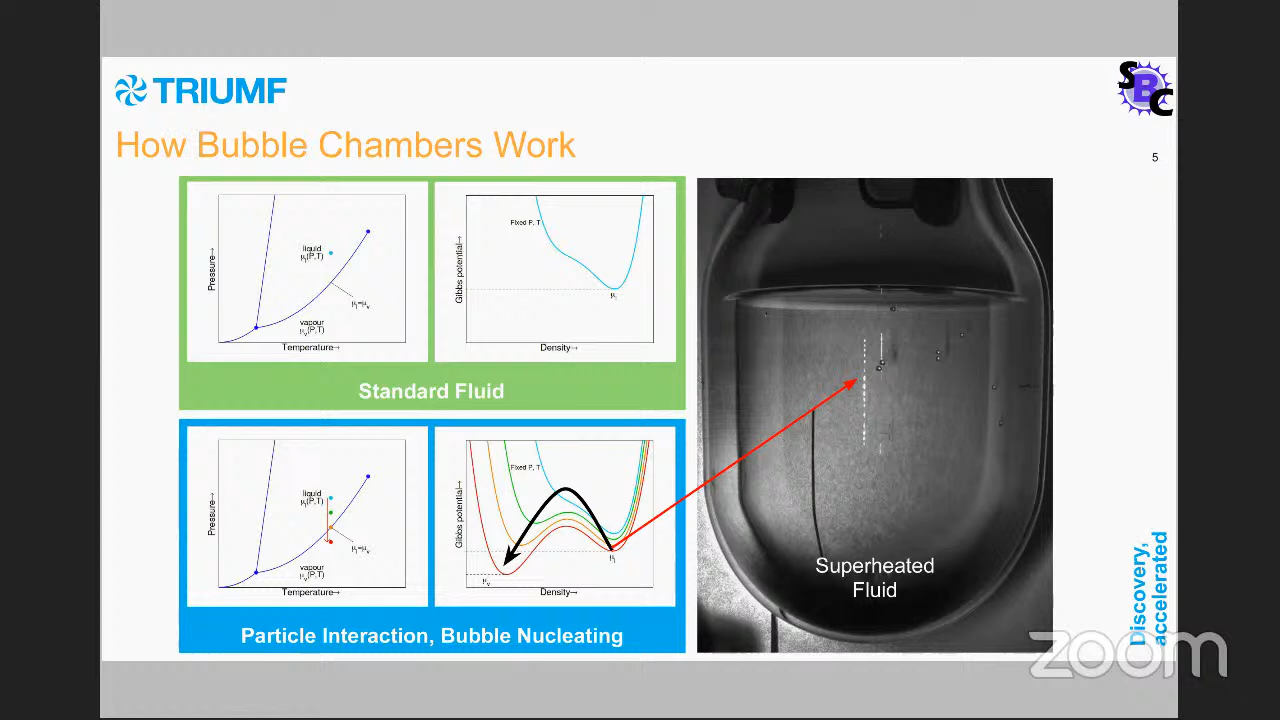 TRIUMF
SBC
How Bubble Chambers Work
5
Pressure→
liquid
μl(P,T)
μl=μv
vapour
μv(P,T)
Temperature→
Gibbs potential→
Fixed P, T
μl
Density→
Standard Fluid
Pressure→
liquid
μl(P,T)
μl=μv
vapour
μv(P,T)
Temperature→
Gibbs potential→
Fixed P, T
μl
μv
Density→
Particle Interaction, Bubble Nucleating
Superheated
Fluid
Discovery,
accelerated
zoom